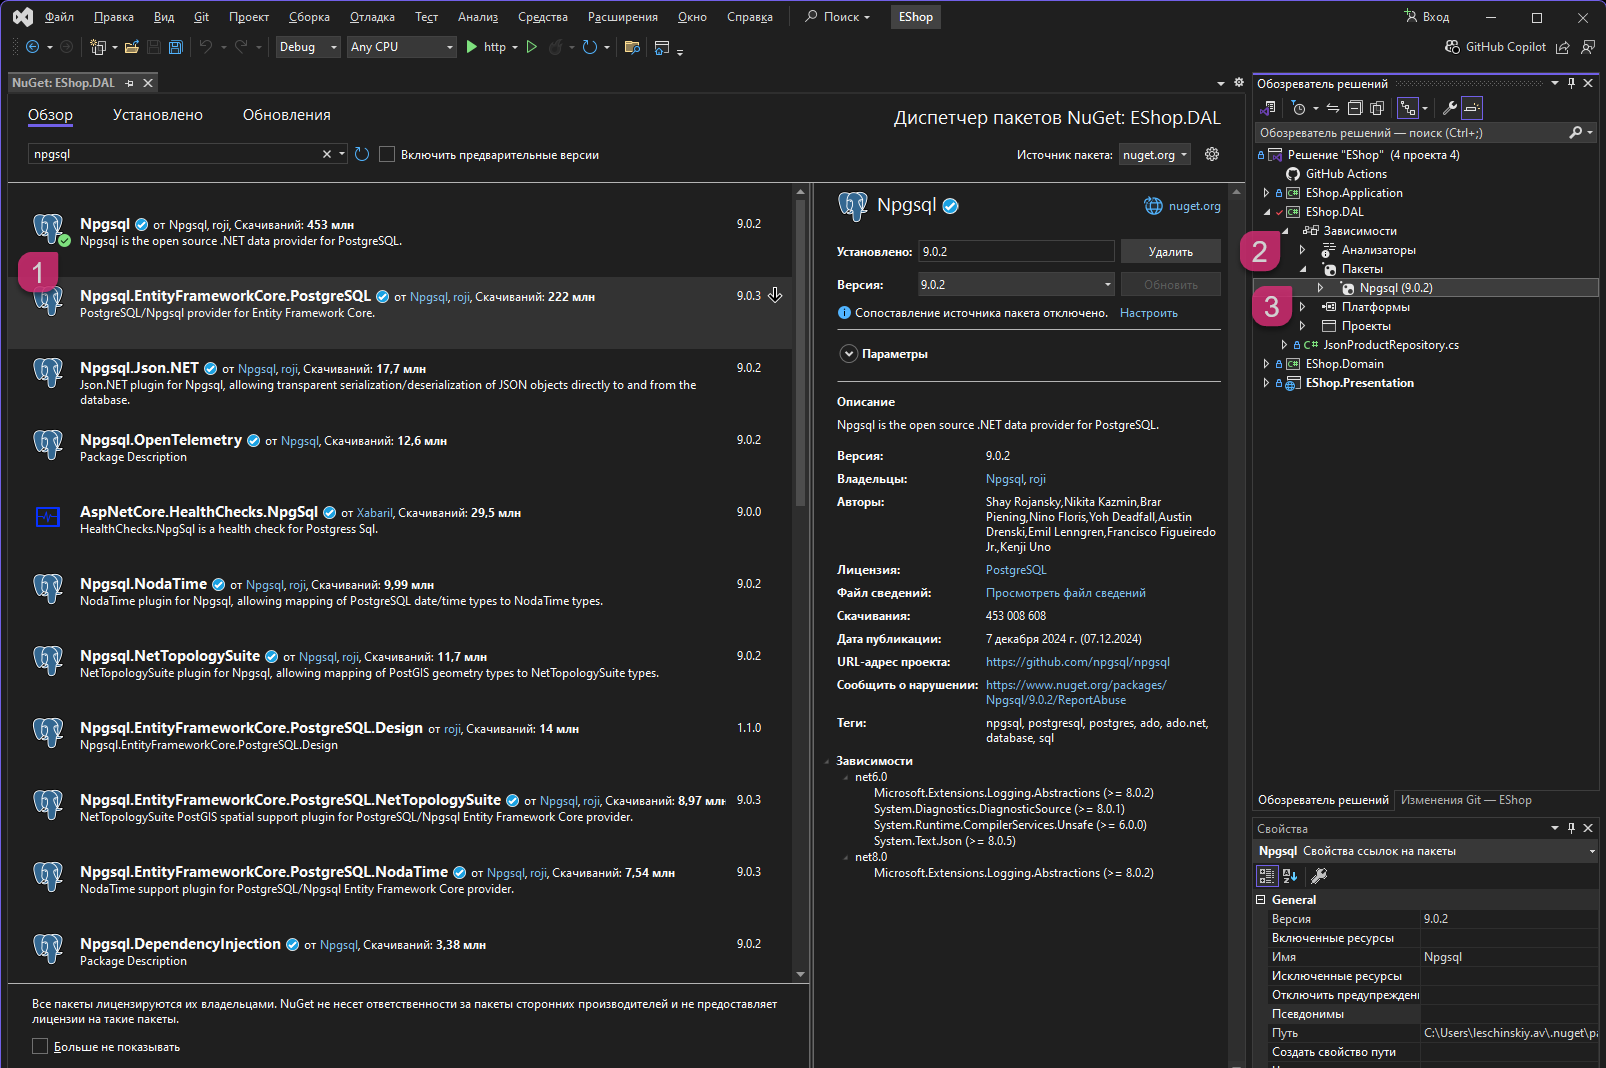 Файл Правка Вид Git Проект Сборка Отладка Тест Анализ Средства Расширения Окно Справка Поиск EShop Вход
Debug Any CPU http GitHub Copilot
NuGet: EShop.DAL
Обзор Установлено Обновления
Диспетчер пакетов NuGet: EShop.DAL
npgsql Включить предварительные версии
Источник пакета: nuget.org
Npgsql от Npgsql, roji, Скачиваний: 453 млн 9.0.2
Npgsql is the open source .NET data provider for PostgreSQL.
1
Npgsql.EntityFrameworkCore.PostgreSQL от Npgsql, roji, Скачиваний: 222 млн 9.0.3
PostgreSQL/Npgsql provider for Entity Framework Core.
Npgsql.Json.NET от Npgsql, roji, Скачиваний: 17,7 млн 9.0.2
Json.NET plugin for Npgsql, allowing transparent serialization/deserialization of JSON objects directly to and from the
database.
Npgsql.OpenTelemetry от Npgsql, Скачиваний: 12,6 млн 9.0.2
Package Description
AspNetCore.HealthChecks.NpgSql от Xabaril, Скачиваний: 29,5 млн 9.0.0
HealthChecks.NpgSql is a health check for Postgress Sql.
Npgsql.NodaTime от Npgsql, roji, Скачиваний: 9,99 млн 9.0.2
NodaTime plugin for Npgsql, allowing mapping of PostgreSQL date/time types to NodaTime types.
Npgsql.NetTopologySuite от Npgsql, roji, Скачиваний: 11,7 млн 9.0.2
NetTopologySuite plugin for Npgsql, allowing mapping of PostGIS geometry types to NetTopologySuite types.
Npgsql.EntityFrameworkCore.PostgreSQL.Design от roji, Скачиваний: 14 млн 1.1.0
Npgsql.EntityFrameworkCore.PostgreSQL.Design
Npgsql.EntityFrameworkCore.PostgreSQL.NetTopologySuite от Npgsql, roji, Скачиваний: 8,97 млн 9.0.3
NetTopologySuite PostGIS spatial support plugin for PostgreSQL/Npgsql Entity Framework Core provider.
Npgsql.EntityFrameworkCore.PostgreSQL.NodaTime от Npgsql, roji, Скачиваний: 7,54 млн 9.0.3
NodaTime support plugin for PostgreSQL/Npgsql Entity Framework Core provider.
Npgsql.DependencyInjection от Npgsql, Скачиваний: 3,38 млн 9.0.2
Package Description
Все пакеты лицензируются их владельцами. NuGet не несет ответственности за пакеты сторонних производителей и не предоставляет
лицензии на такие пакеты.
Больше не показывать
Npgsql nuget.org
Установлено: 9.0.2 Удалить
Версия: 9.0.2 Обновить
Сопоставление источника пакета отключено. Настроить
Параметры
Описание
Npgsql is the open source .NET data provider for PostgreSQL.
Версия: 9.0.2
Владельцы: Npgsql, roji
Авторы: Shay Rojansky,Nikita Kazmin,Brar
Piening,Nino Floris,Yoh Deadfall,Austin
Drenski,Emil Lenngren,Francisco Figueiredo
Jr.,Kenji Uno
Лицензия: PostgreSQL
Файл сведений: Просмотреть файл сведений
Скачивания: 453 008 608
Дата публикации: 7 декабря 2024 г. (07.12.2024)
URL-адрес проекта: https://github.com/npgsql/npgsql
Сообщить о нарушении: https://www.nuget.org/packages/
Npgsql/9.0.2/ReportAbuse
Теги: npgsql, postgresql, postgres, ado, ado.net,
database, sql
Зависимости
net6.0
Microsoft.Extensions.Logging.Abstractions (>= 8.0.2)
System.Diagnostics.DiagnosticSource (>= 8.0.1)
System.Runtime.CompilerServices.Unsafe (>= 6.0.0)
System.Text.Json (>= 8.0.5)
net8.0
Microsoft.Extensions.Logging.Abstractions (>= 8.0.2)
Обозреватель решений
Обозреватель решений — поиск (Ctrl+;)
Решение "EShop" (4 проекта 4)
GitHub Actions
EShop.Application
EShop.DAL
Зависимости
2
Анализаторы
Пакеты
Npgsql (9.0.2)
3
Платформы
Проекты
JsonProductRepository.cs
EShop.Domain
EShop.Presentation
Обозреватель решений Изменения Git — EShop
Свойства
Npgsql Свойства ссылок на пакеты
General
Версия 9.0.2
Включенные ресурсы
Имя Npgsql
Исключенные ресурсы
Отключить предупрежден
Псевдонимы
Путь C:\Users\leschinskiy.av\.nuget\pa
Создать свойство пути